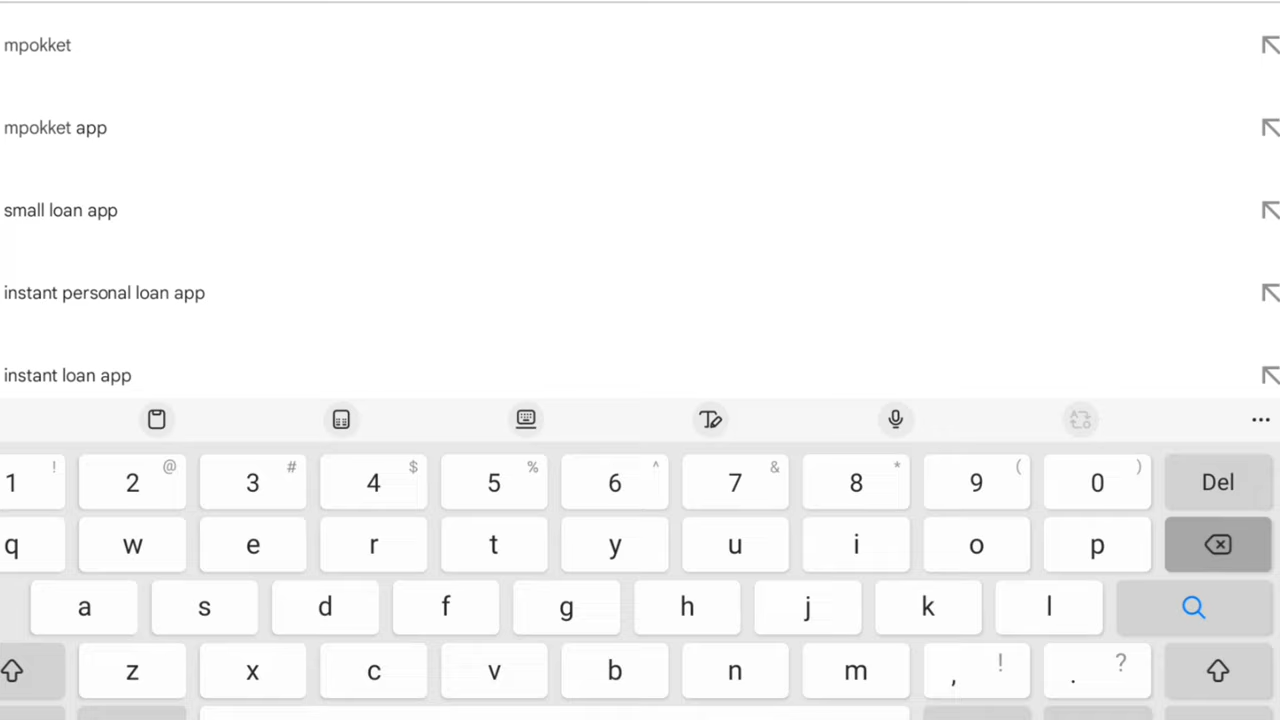 mpokket
mpokket app
small loan app
instant personal loan app
instant loan app
1 ! 2 @ 3 # 4 $ 5 % 6 ^ 7 & 8 * 9 ( 0 ) Del
q w e r t y u i o p
a s d f g h j k l
z x c v b n m , ! . ?